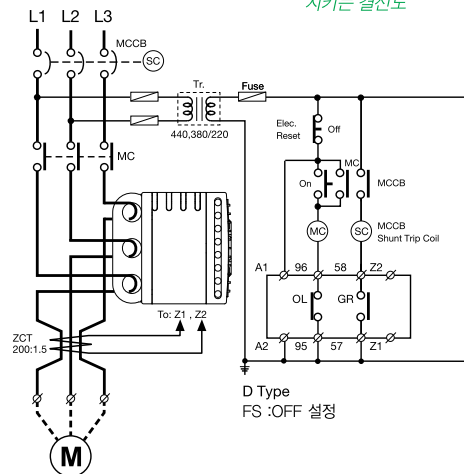 시키는 결선도
L1 L2 L3
MCCB
SC
Tr.
Fuse
440,380/220
Elec.
Reset
Off
MC
On
MC
MCCB
MC
SC
MCCB
Shunt Trip Coil
A1 96 58 Z2
OL
GR
A2 95 57 Z1
To: Z1 , Z2
ZCT
200:1.5
D Type
FS :OFF 설정
M